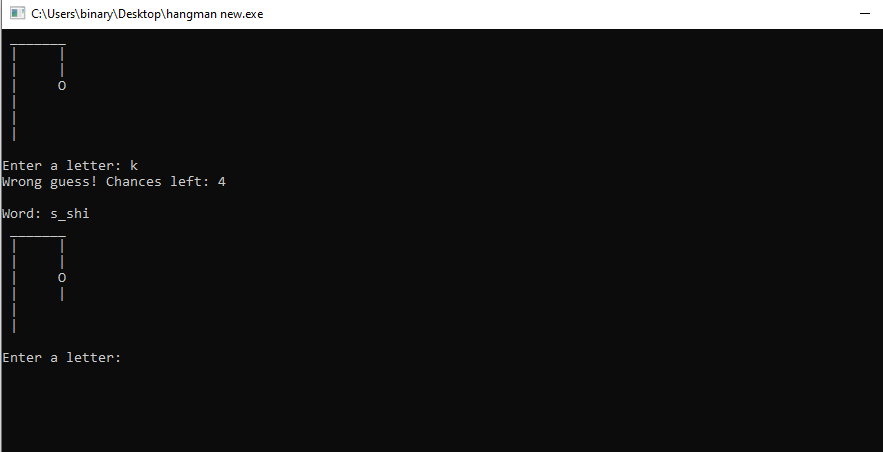 C:\Users\binary\Desktop\hangman new.exe
 _______
 |     |
 |     |
 |     O
 |
 |
 |
Enter a letter: k
Wrong guess! Chances left: 4
Word: s_shi
 _______
 |     |
 |     |
 |     O
 |     |
 |
 |
Enter a letter: